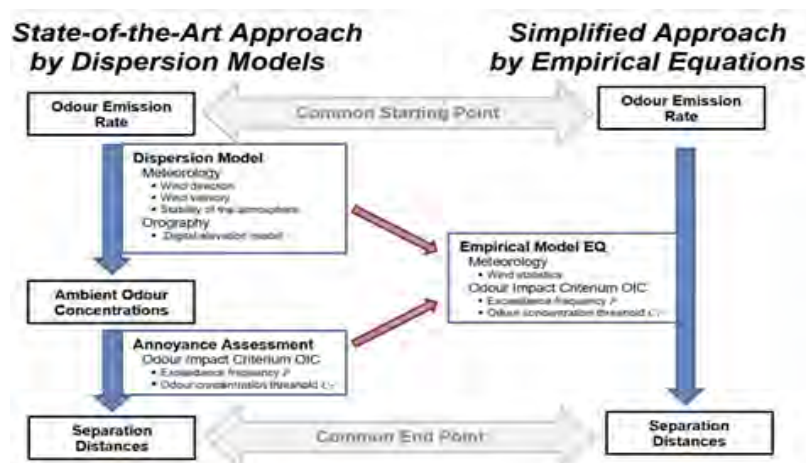 State-of-the-Art Approach
by Dispersion Models
Simplified Approach
by Empirical Equations
Odour Emission
Rate
Common Starting Point
Odour Emission
Rate
Dispersion Model
Meteorology
• Wind direction
• Wind velocity
• Stability of the atmosphere
Orography
• Digital elevation model
Empirical Model EQ
Meteorology
• Wind statistics
Odour Impact Criterium OIC
• Exceedance frequency P
• Odour concentration threshold
Ambient Odour
Concentrations
Annoyance Assessment
Odour Impact Criterium OIC
• Exceedance frequency P
• Odour concentration threshold
Separation
Distances
Common End Point
Separation
Distances